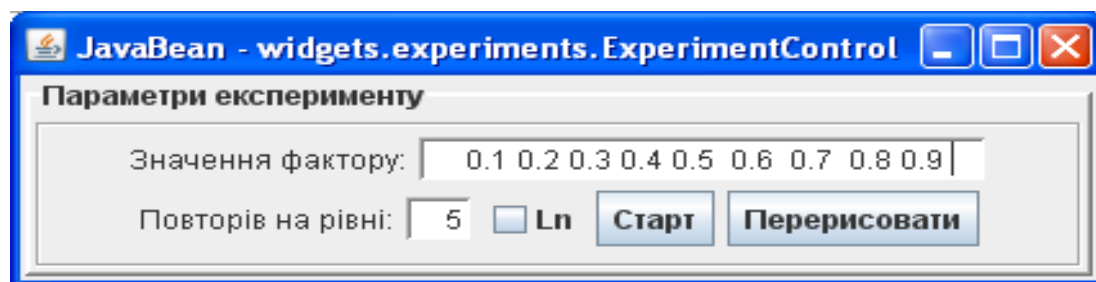 JavaBean - widgets.experiments.ExperimentControl
Параметри експерименту
Значення фактору: 0.1 0.2 0.3 0.4 0.5 0.6 0.7 0.8 0.9
Повторів на рівні: 5 Ln Старт Перерисовати